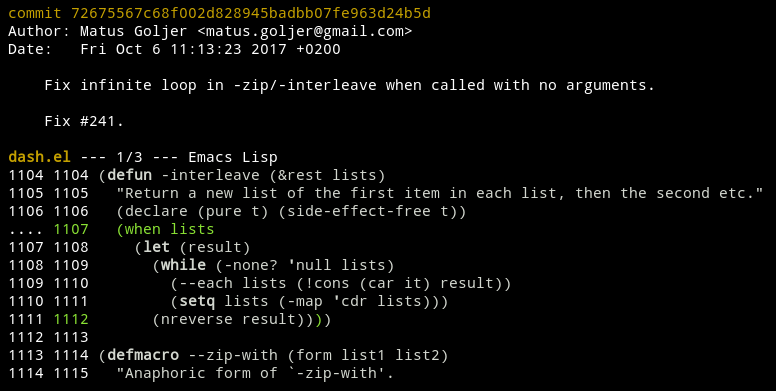 commit 72675567c68f002d828945badbb07fe963d24b5d
Author: Matus Goljer <matus.goljer@gmail.com>
Date:   Fri Oct 6 11:13:23 2017 +0200

    Fix infinite loop in -zip/-interleave when called with no arguments.

    Fix #241.

dash.el --- 1/3 --- Emacs Lisp
1104 1104 (defun -interleave (&rest lists)
1105 1105   "Return a new list of the first item in each list, then the second etc."
1106 1106   (declare (pure t) (side-effect-free t))
.... 1107   (when lists
1107 1108     (let (result)
1108 1109       (while (-none? 'null lists)
1109 1110         (--each lists (!cons (car it) result))
1110 1111         (setq lists (-map 'cdr lists)))
1111 1112       (nreverse result))))
1112 1113
1113 1114 (defmacro --zip-with (form list1 list2)
1114 1115   "Anaphoric form of `-zip-with'.